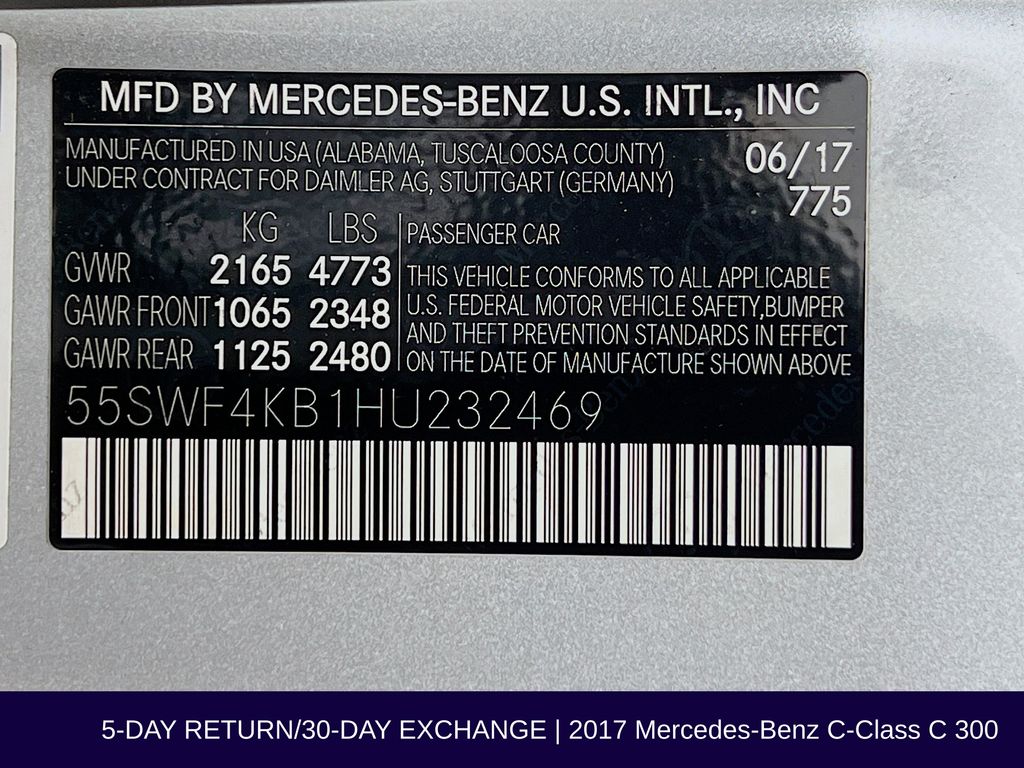 MFD BY MERCEDES-BENZ U.S. INTL., INC
MANUFACTURED IN USA (ALABAMA, TUSCALOOSA COUNTY) 06/17
UNDER CONTRACT FOR DAIMLER AG, STUTTGART (GERMANY) 775
KG LBS PASSENGER CAR
GVWR 2165 4773 THIS VEHICLE CONFORMS TO ALL APPLICABLE
GAWR FRONT 1065 2348 U.S. FEDERAL MOTOR VEHICLE SAFETY,BUMPER
AND THEFT PREVENTION STANDARDS IN EFFECT
GAWR REAR 1125 2480 ON THE DATE OF MANUFACTURE SHOWN ABOVE
55SWF4KB1HU232469
5-DAY RETURN/30-DAY EXCHANGE | 2017 Mercedes-Benz C-Class C 300